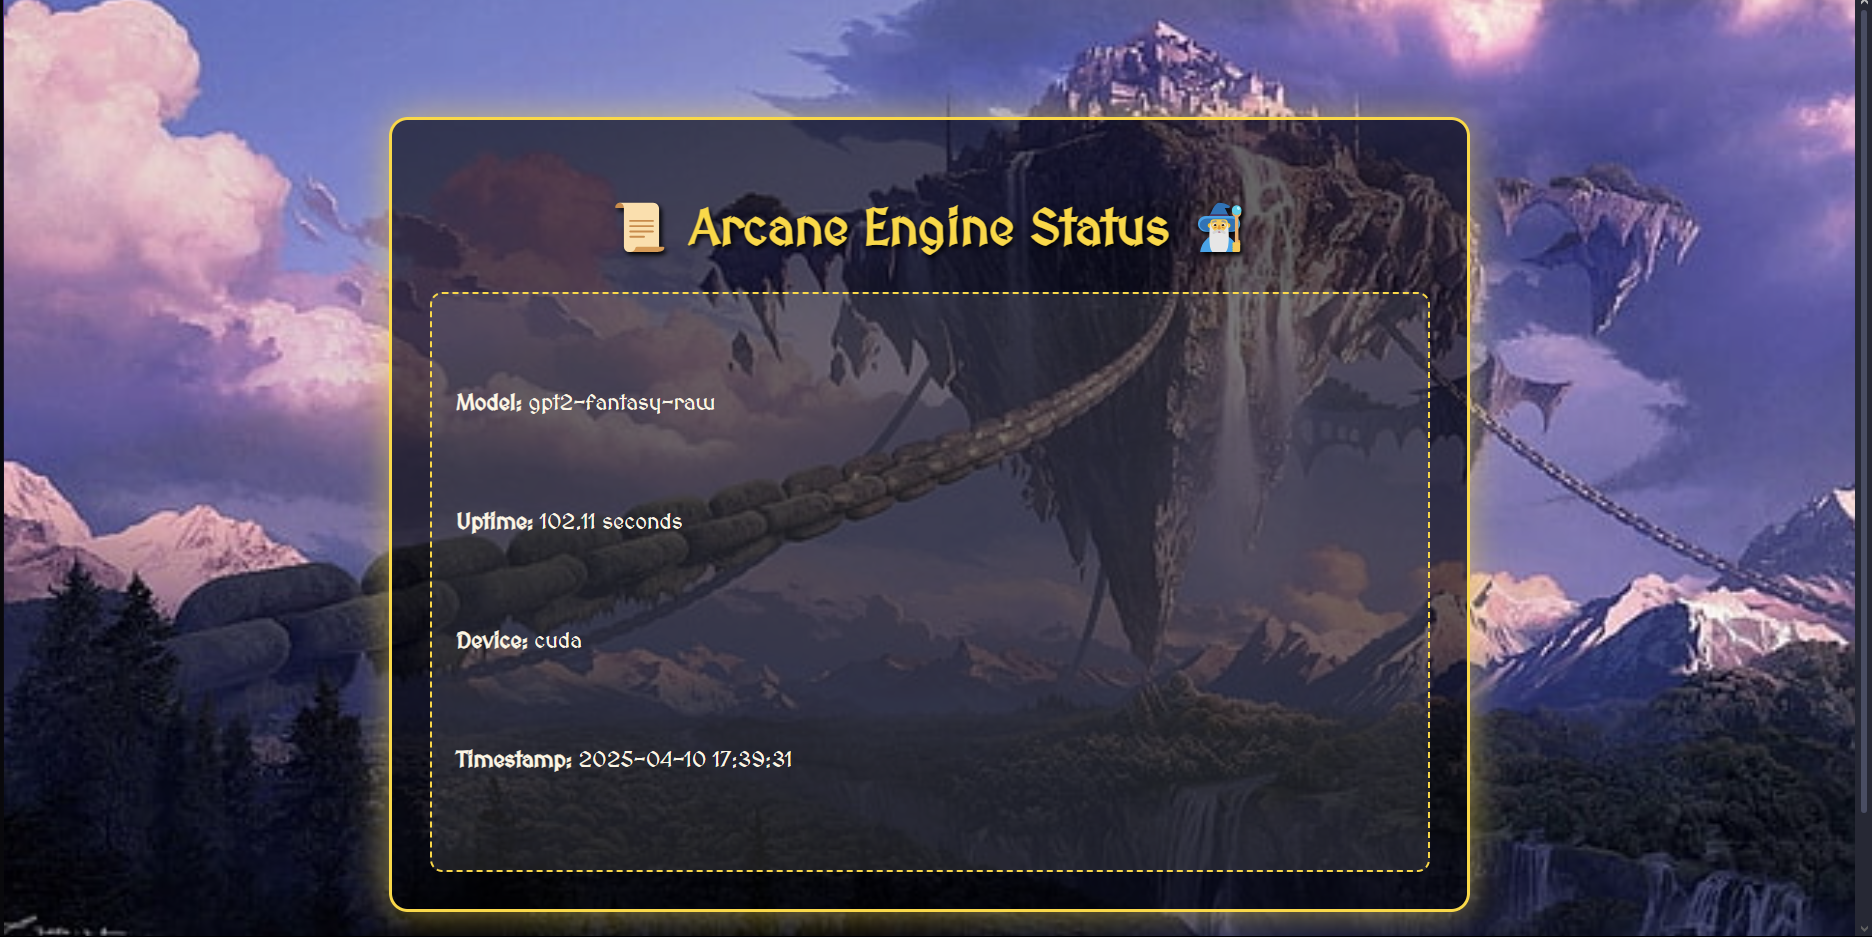 📜 Arcane Engine Status 🧙‍♂️
Model: gpt2-fantasy-raw
Uptime: 102.11 seconds
Device: cuda
Timestamp: 2025-04-10 17:39:31